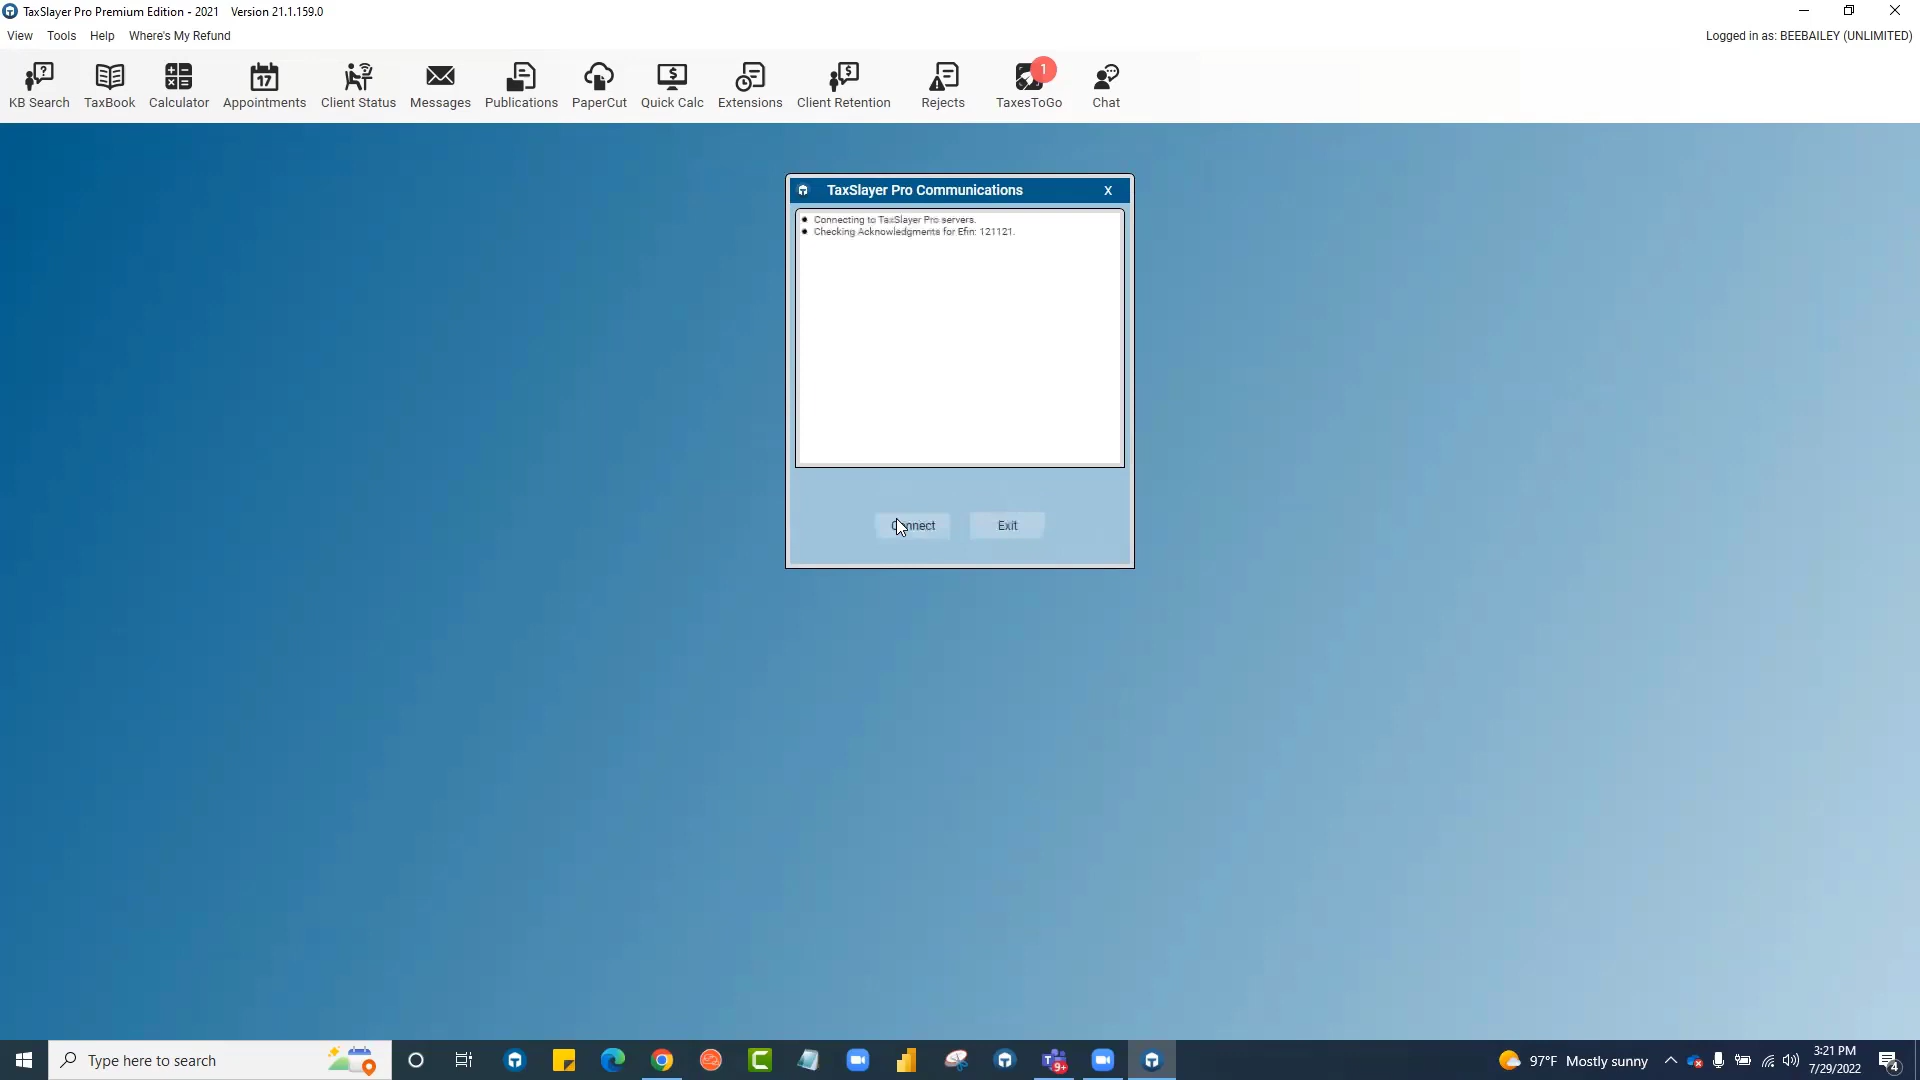 TaxSlayer Pro Premium Edition - 2021 Version 21.1.159.0
View Tools Help Where's My Refund
Logged in as: BEEBAILEY (UNLIMITED)
17
1
KB Search TaxBook Calculator Appointments Client Status Messages Publications PaperCut Quick Calc Extensions Client Retention Rejects TaxesToGo Chat
TaxSlayer Pro Communications X
Connecting to TaxSlayer Pro servers.
Checking Acknowledgments for Efin: 121121.
Connect Exit
Type here to search
9+
97°F Mostly sunny
3:21 PM
7/29/2022
4